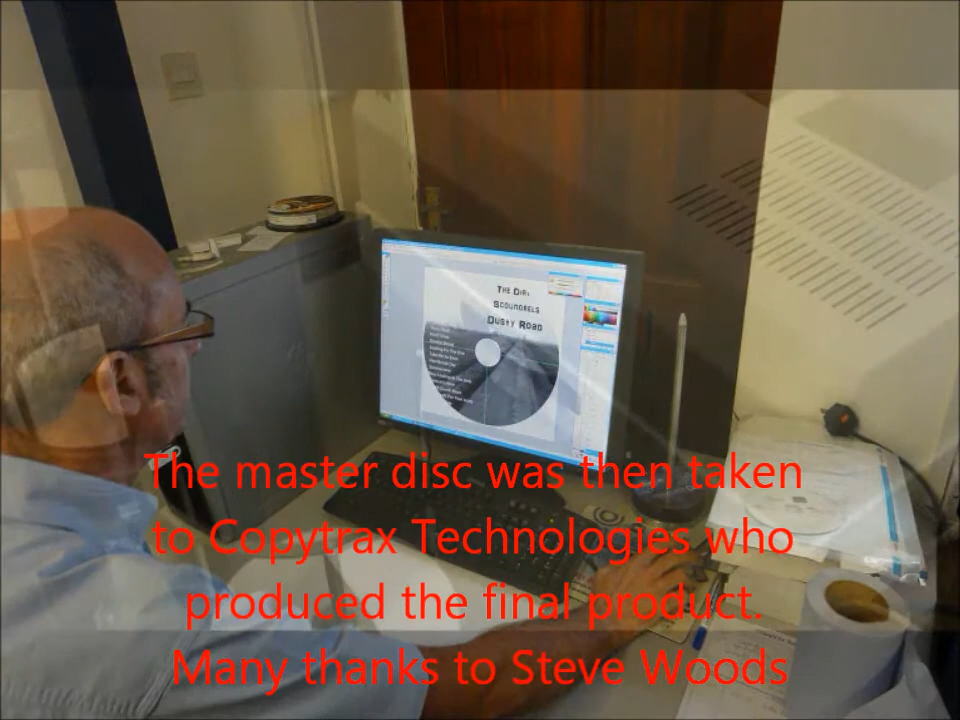 The Dirty
Scoundrels
Dusty Road
The master disc was then taken
to Copytrax Technologies who
produced the final product.
Many thanks to Steve Woods